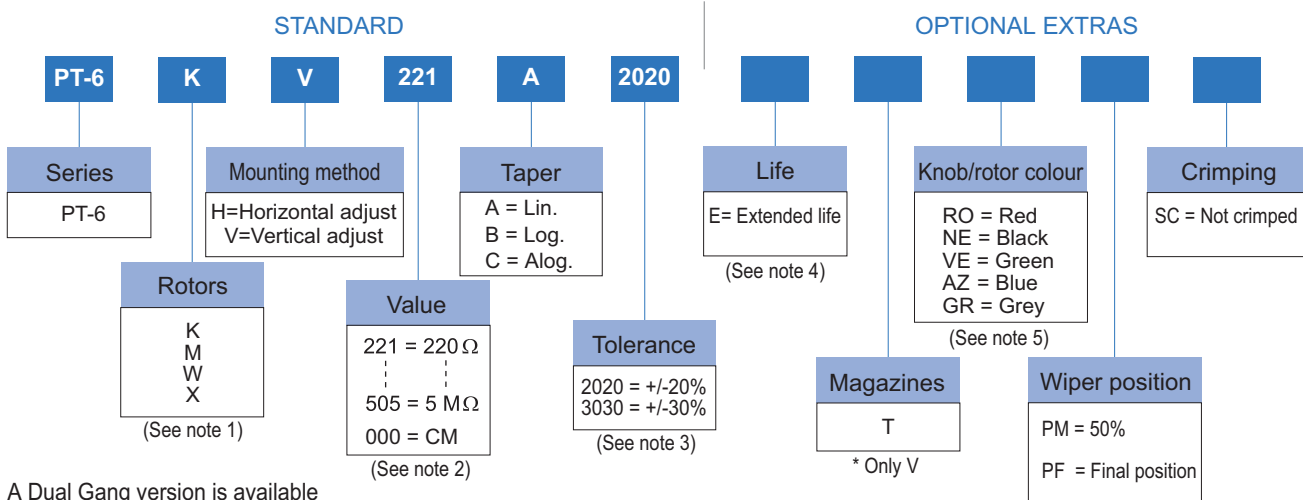 STANDARD
OPTIONAL EXTRAS
PT-6
K
V
221
A
2020
Series
PT-6
Rotors
K
M
W
X
(See note 1)
Mounting method
H=Horizontal adjust
V=Vertical adjust
Value
221 = 220 Ω
505 = 5 MΩ
000 = CM
(See note 2)
Taper
A = Lin.
B = Log.
C = Alog.
Tolerance
2020 = +/-20%
3030 = +/-30%
(See note 3)
Life
E= Extended life
(See note 4)
Magazines
T
* Only V
Knob/rotor colour
RO = Red
NE = Black
VE = Green
AZ = Blue
GR = Grey
(See note 5)
Wiper position
PM = 50%
PF = Final position
Crimping
SC = Not crimped
A Dual Gang version is available